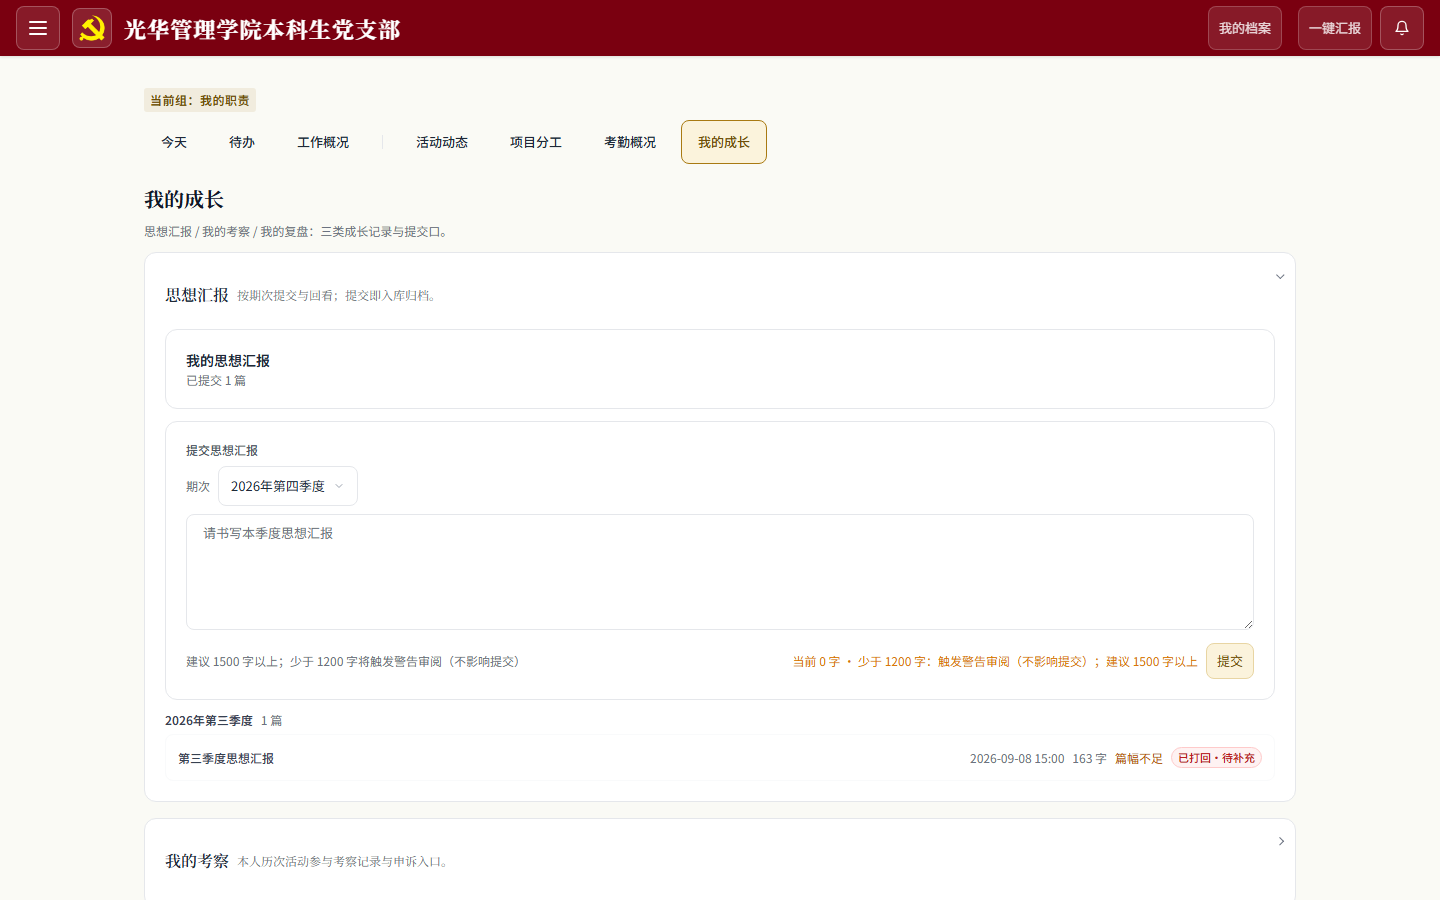 光华管理学院本科生党支部
我的档案
一键汇报
当前组：我的职责
今天 待办 工作概况 活动动态 项目分工 考勤概况 我的成长
我的成长
思想汇报 / 我的考察 / 我的复盘：三类成长记录与提交口。
思想汇报 按期次提交与回看；提交即入库归档。
我的思想汇报
已提交 1 篇
提交思想汇报
期次 2026年第四季度
请书写本季度思想汇报
建议 1500 字以上；少于 1200 字将触发警告审阅（不影响提交） 当前 0 字 · 少于 1200 字：触发警告审阅（不影响提交）；建议 1500 字以上 提交
2026年第三季度 1 篇
第三季度思想汇报 2026-09-08 15:00 163 字 篇幅不足 已打回·待补充
我的考察 本人历次活动参与考察记录与申诉入口。